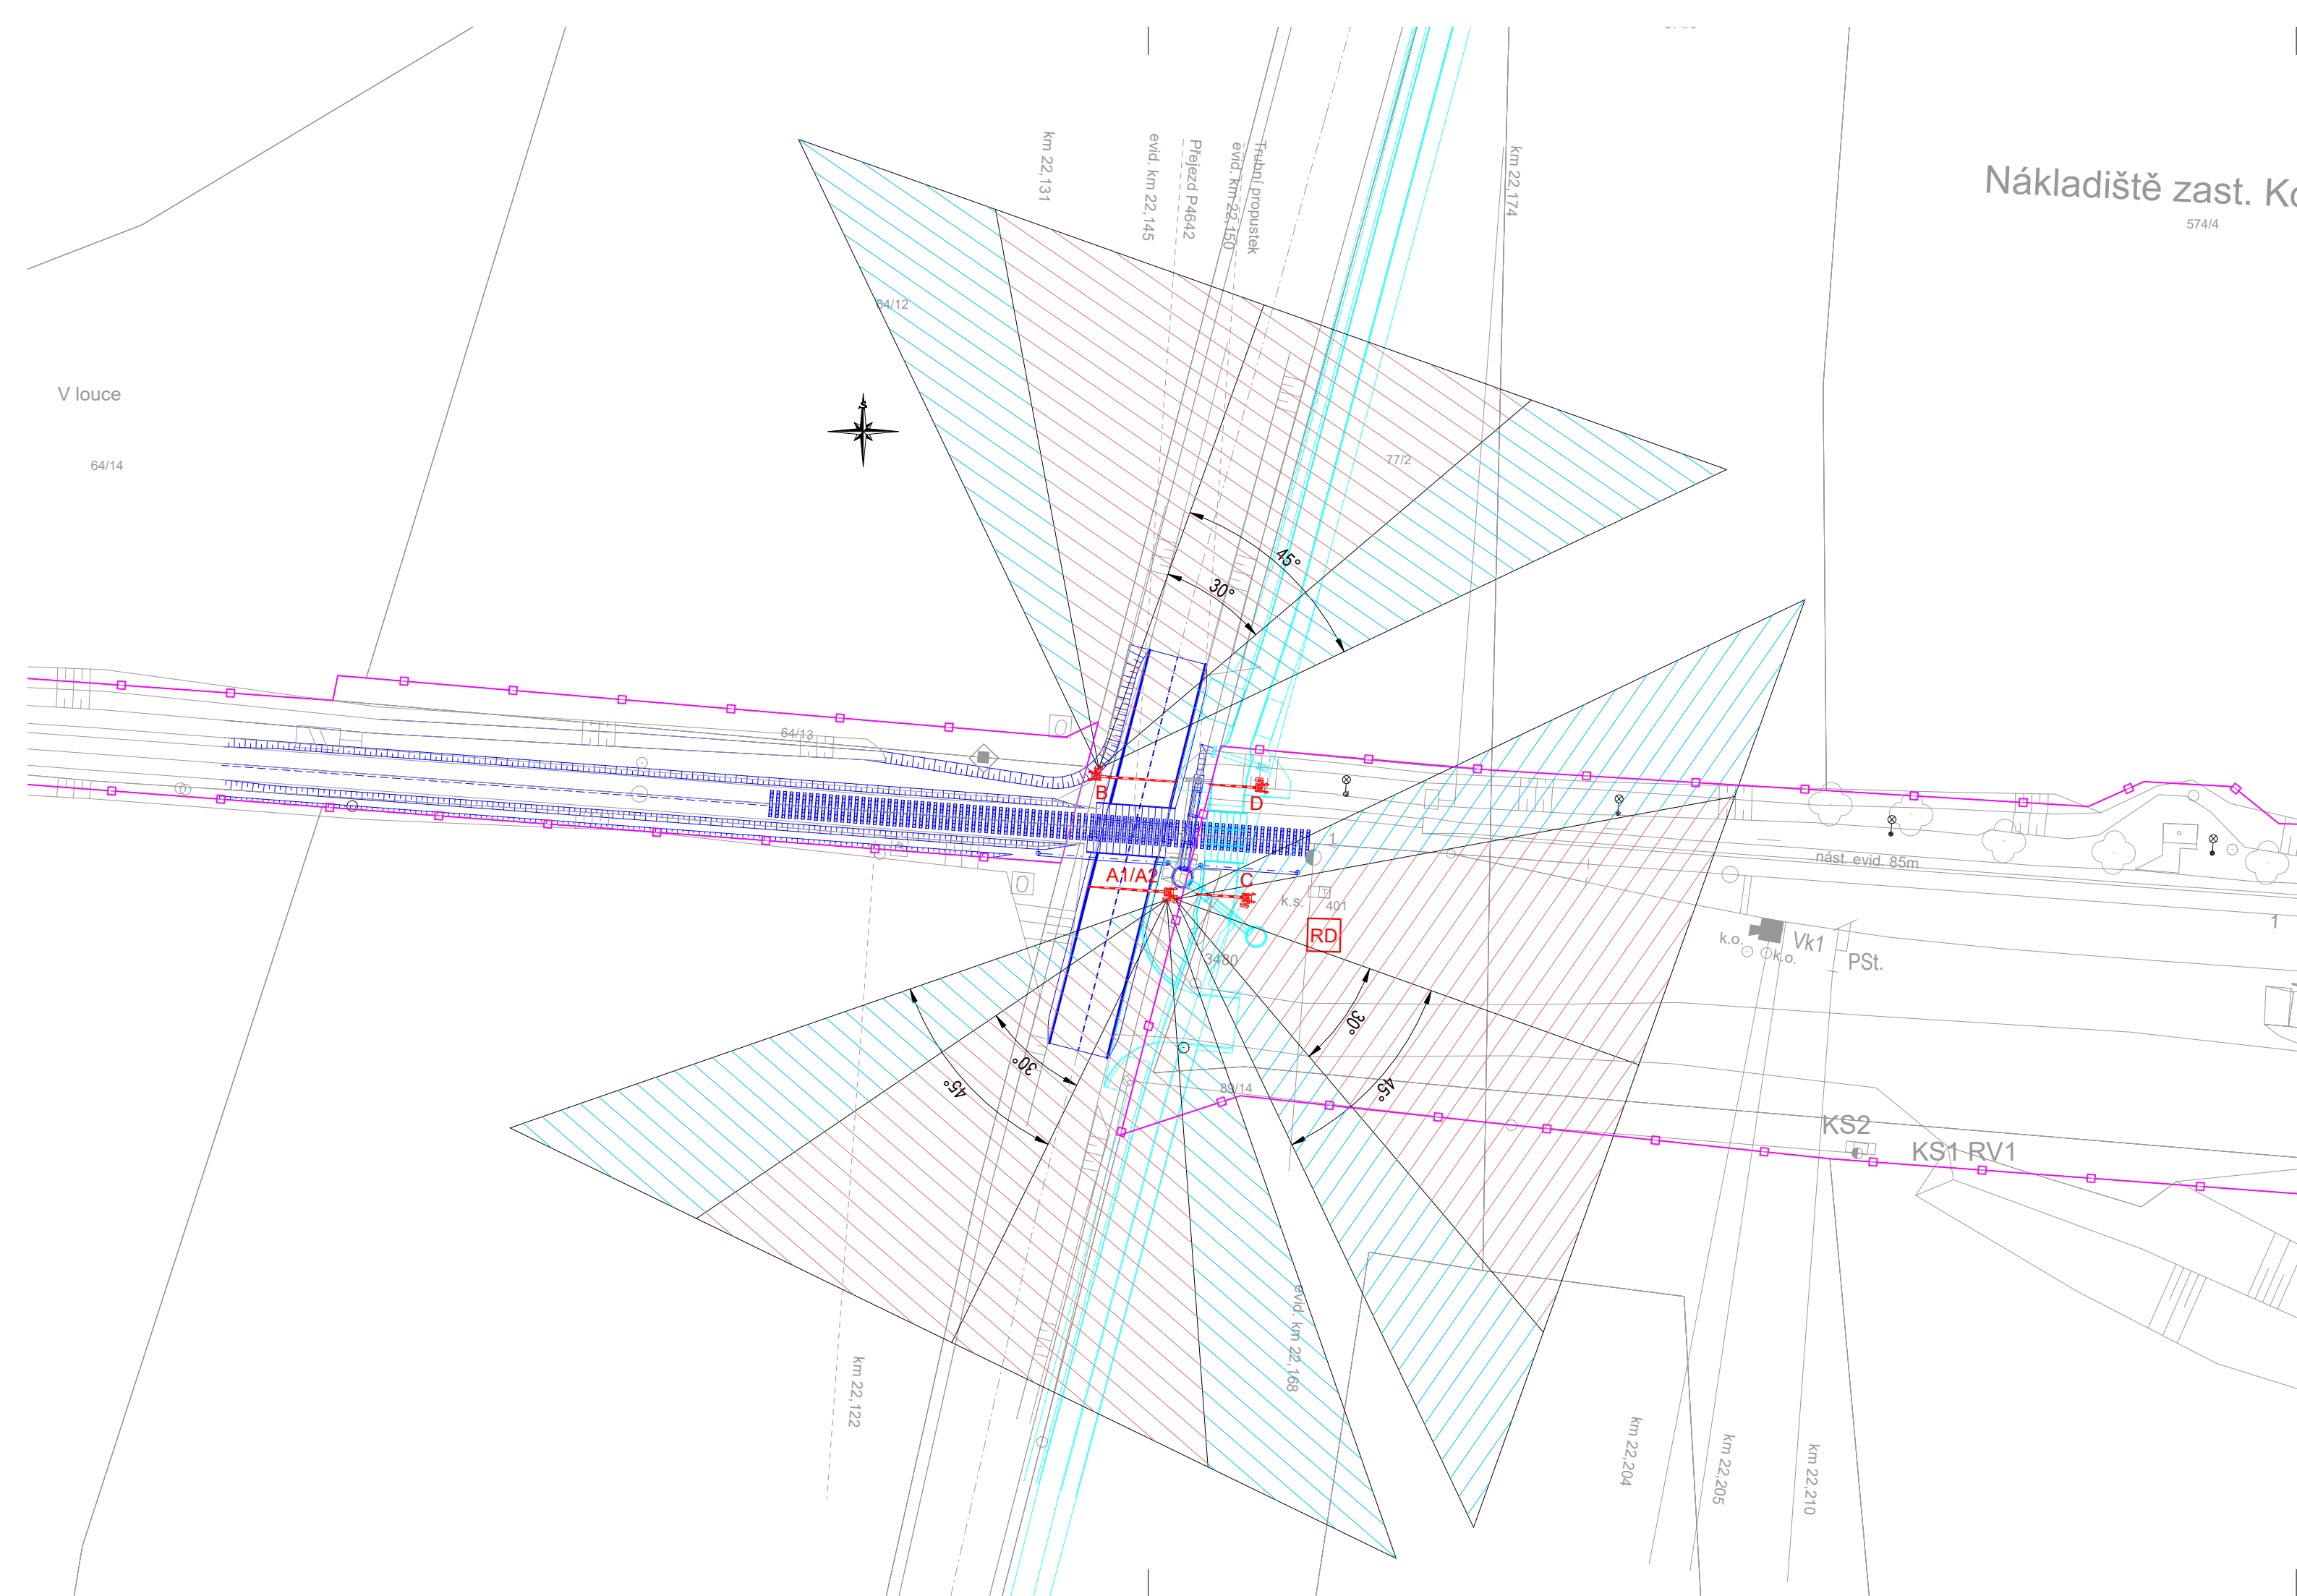 km 22,131
evid. km 22,145
Přejezd P4642
evid. km 22,150
Trubní propustek
km 22,174
Nákladiště zast.
574/4
64/12
V louce
64/14
S
77/2
45°
30°
64/13
B
D
1
nást. evid. 85m
A1/A2
C
k.s.
401
RD
k.o.
k.o.
Vk1
PSt.
1
3480
30°
45°
30°
45°
89/14
KS2
KS1 RV1
evid. km 22,168
km 22,122
km 22,204
km 22,205
km 22,210